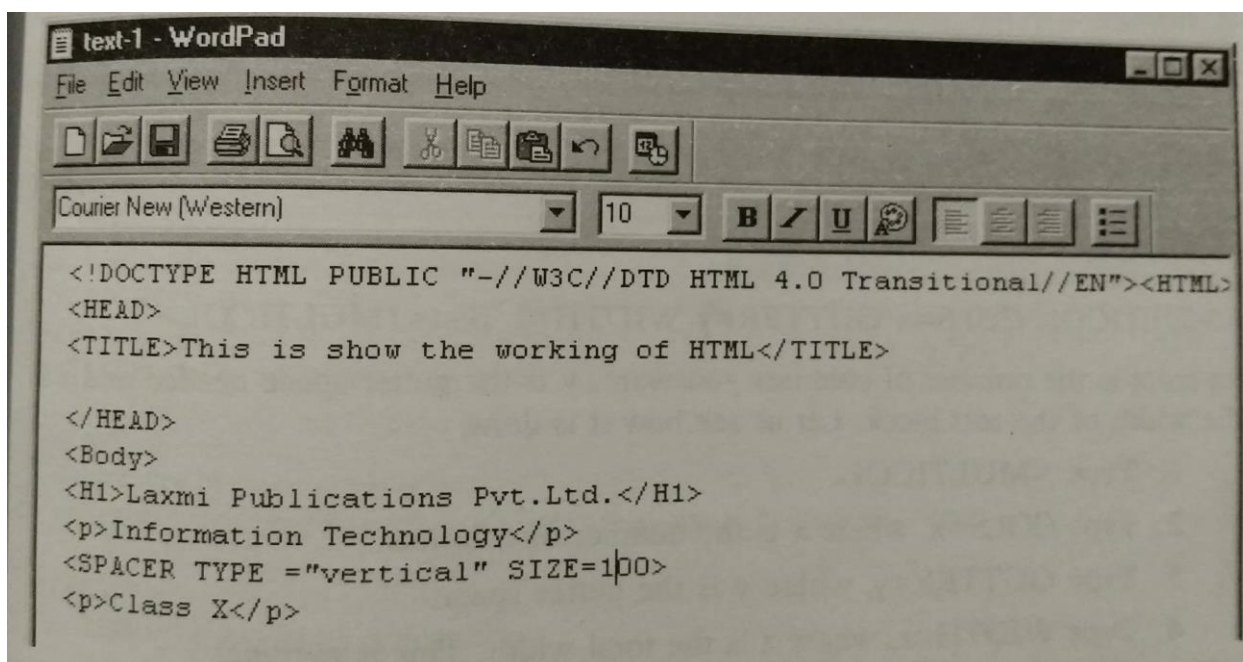 text-1 - WordPad
File Edit View Insert Format Help
Courier New (Western) 10 B I U
<!DOCTYPE HTML PUBLIC "-//W3C//DTD HTML 4.0 Transitional//EN"><HTML>
<HEAD>
<TITLE>This is show the working of HTML</TITLE>
</HEAD>
<Body>
<H1>Laxmi Publications Pvt.Ltd.</H1>
<p>Information Technology</p>
<SPACER TYPE ="vertical" SIZE=100>
<p>Class X</p>